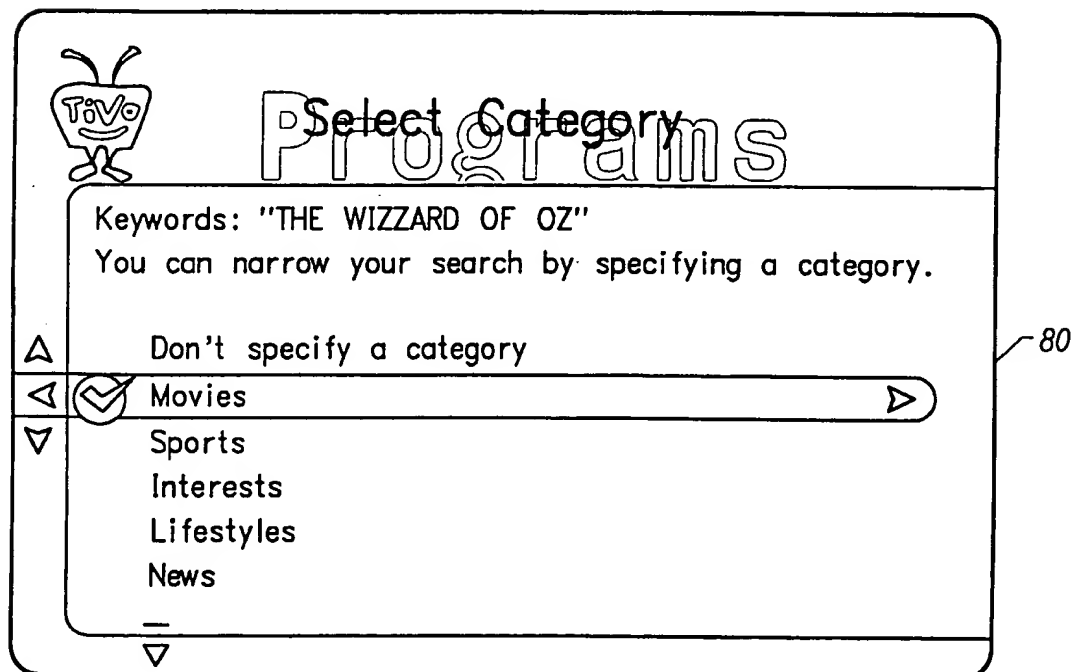 TiVo
Programs
Select Category
Keywords: "THE WIZZARD OF OZ"
You can narrow your search by specifying a category.
Don't specify a category
Movies
Sports
Interests
Lifestyles
News
80